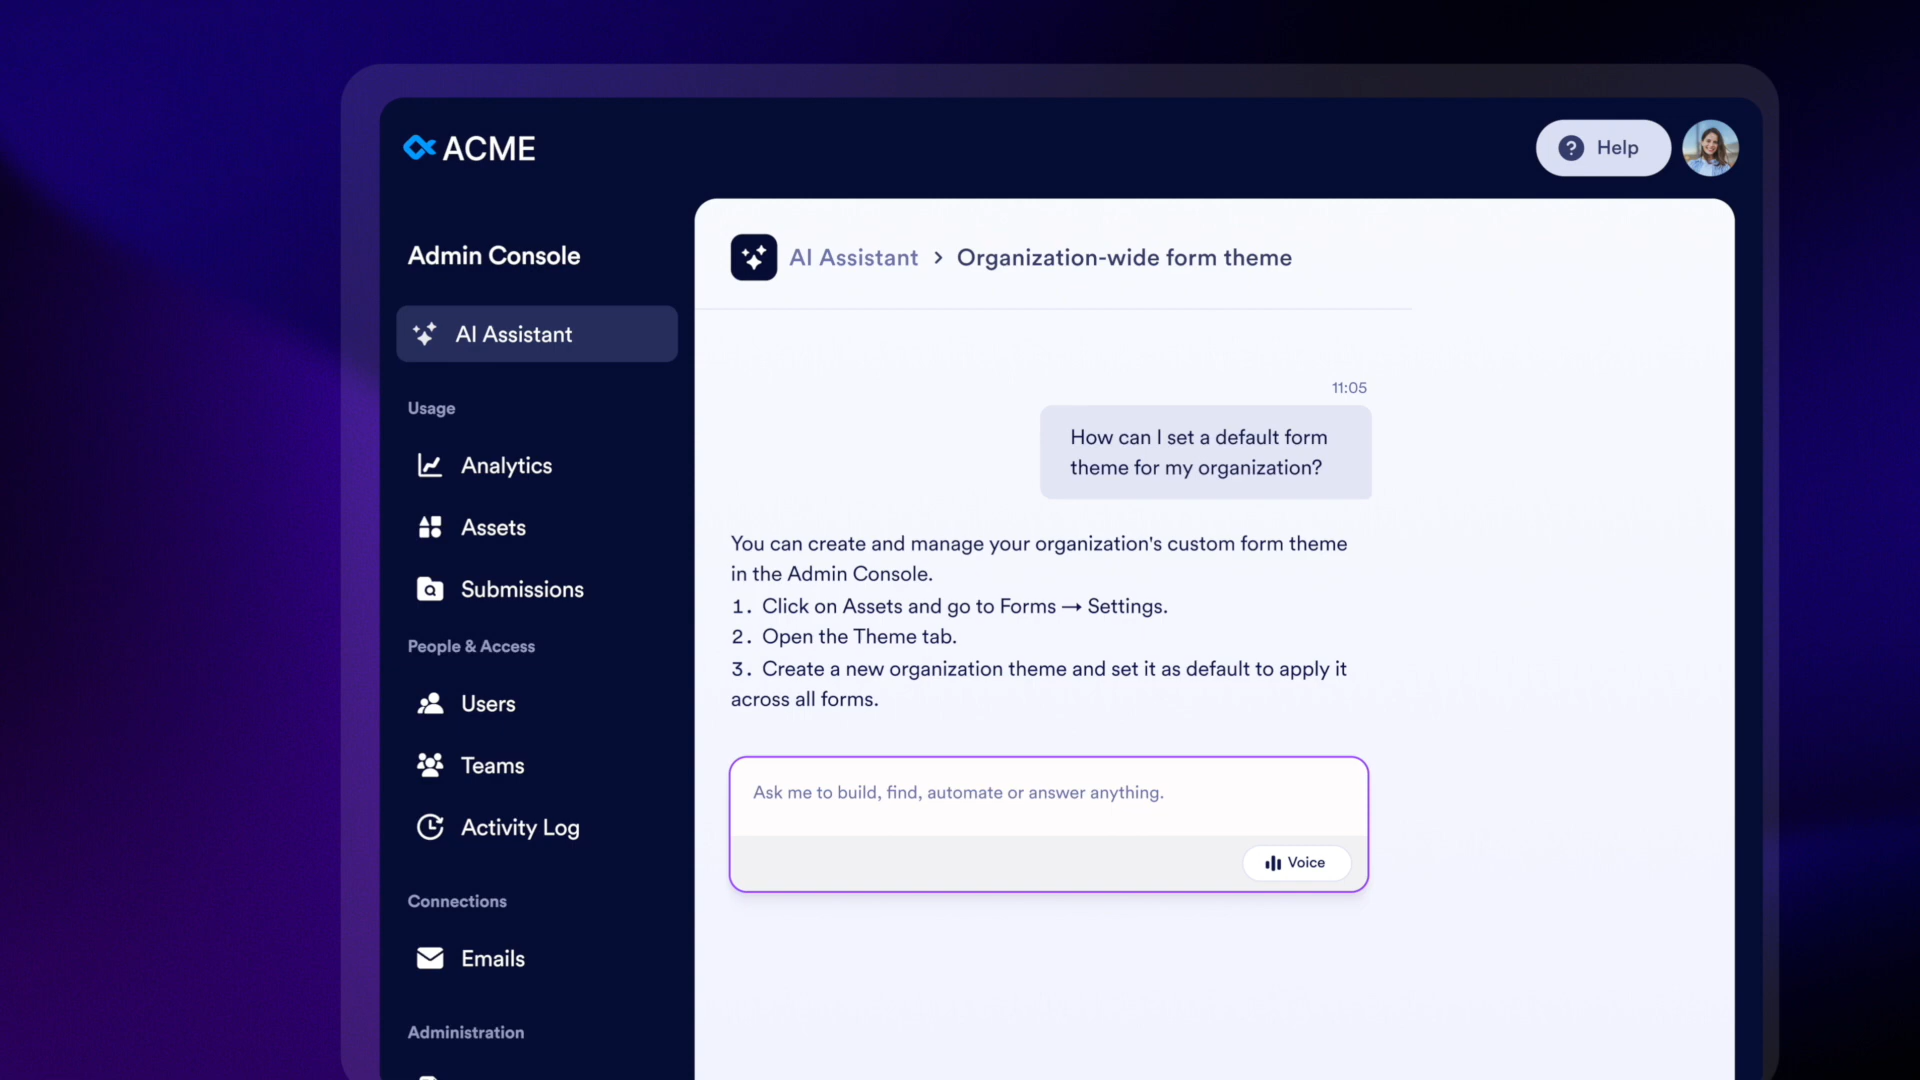 ACME
Help
Admin Console
AI Assistant
Usage
Analytics
Assets
Submissions
People & Access
Users
Teams
Activity Log
Connections
Emails
Administration
AI Assistant > Organization-wide form theme
11:05
How can I set a default form
theme for my organization?
You can create and manage your organization's custom form theme
in the Admin Console.
1. Click on Assets and go to Forms → Settings.
2. Open the Theme tab.
3. Create a new organization theme and set it as default to apply it
across all forms.
Ask me to build, find, automate or answer anything.
Voice